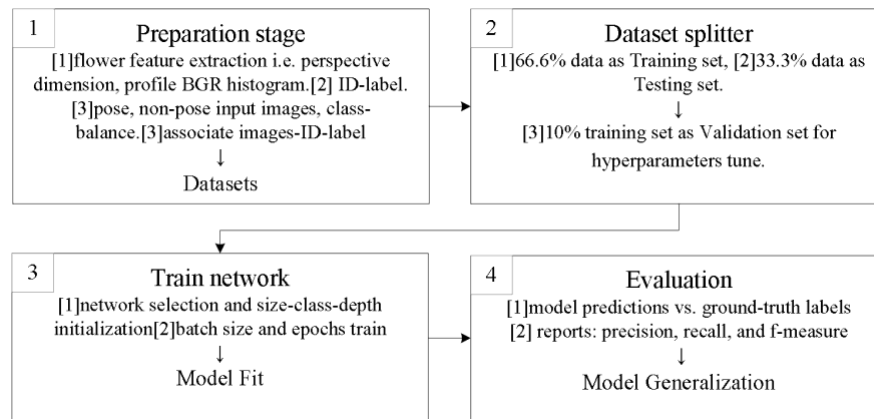 1
Preparation stage
[1]flower feature extraction i.e. perspective
dimension, profile BGR histogram.[2] ID-label.
[3]pose, non-pose input images, class-
balance.[3]associate images-ID-label
↓
Datasets
2
Dataset splitter
[1]66.6% data as Training set, [2]33.3% data as
Testing set.
↓
[3]10% training set as Validation set for
hyperparameters tune.
3
Train network
[1]network selection and size-class-depth
initialization[2]batch size and epochs train
↓
Model Fit
4
Evaluation
[1]model predictions vs. ground-truth labels
[2] reports: precision, recall, and f-measure
↓
Model Generalization